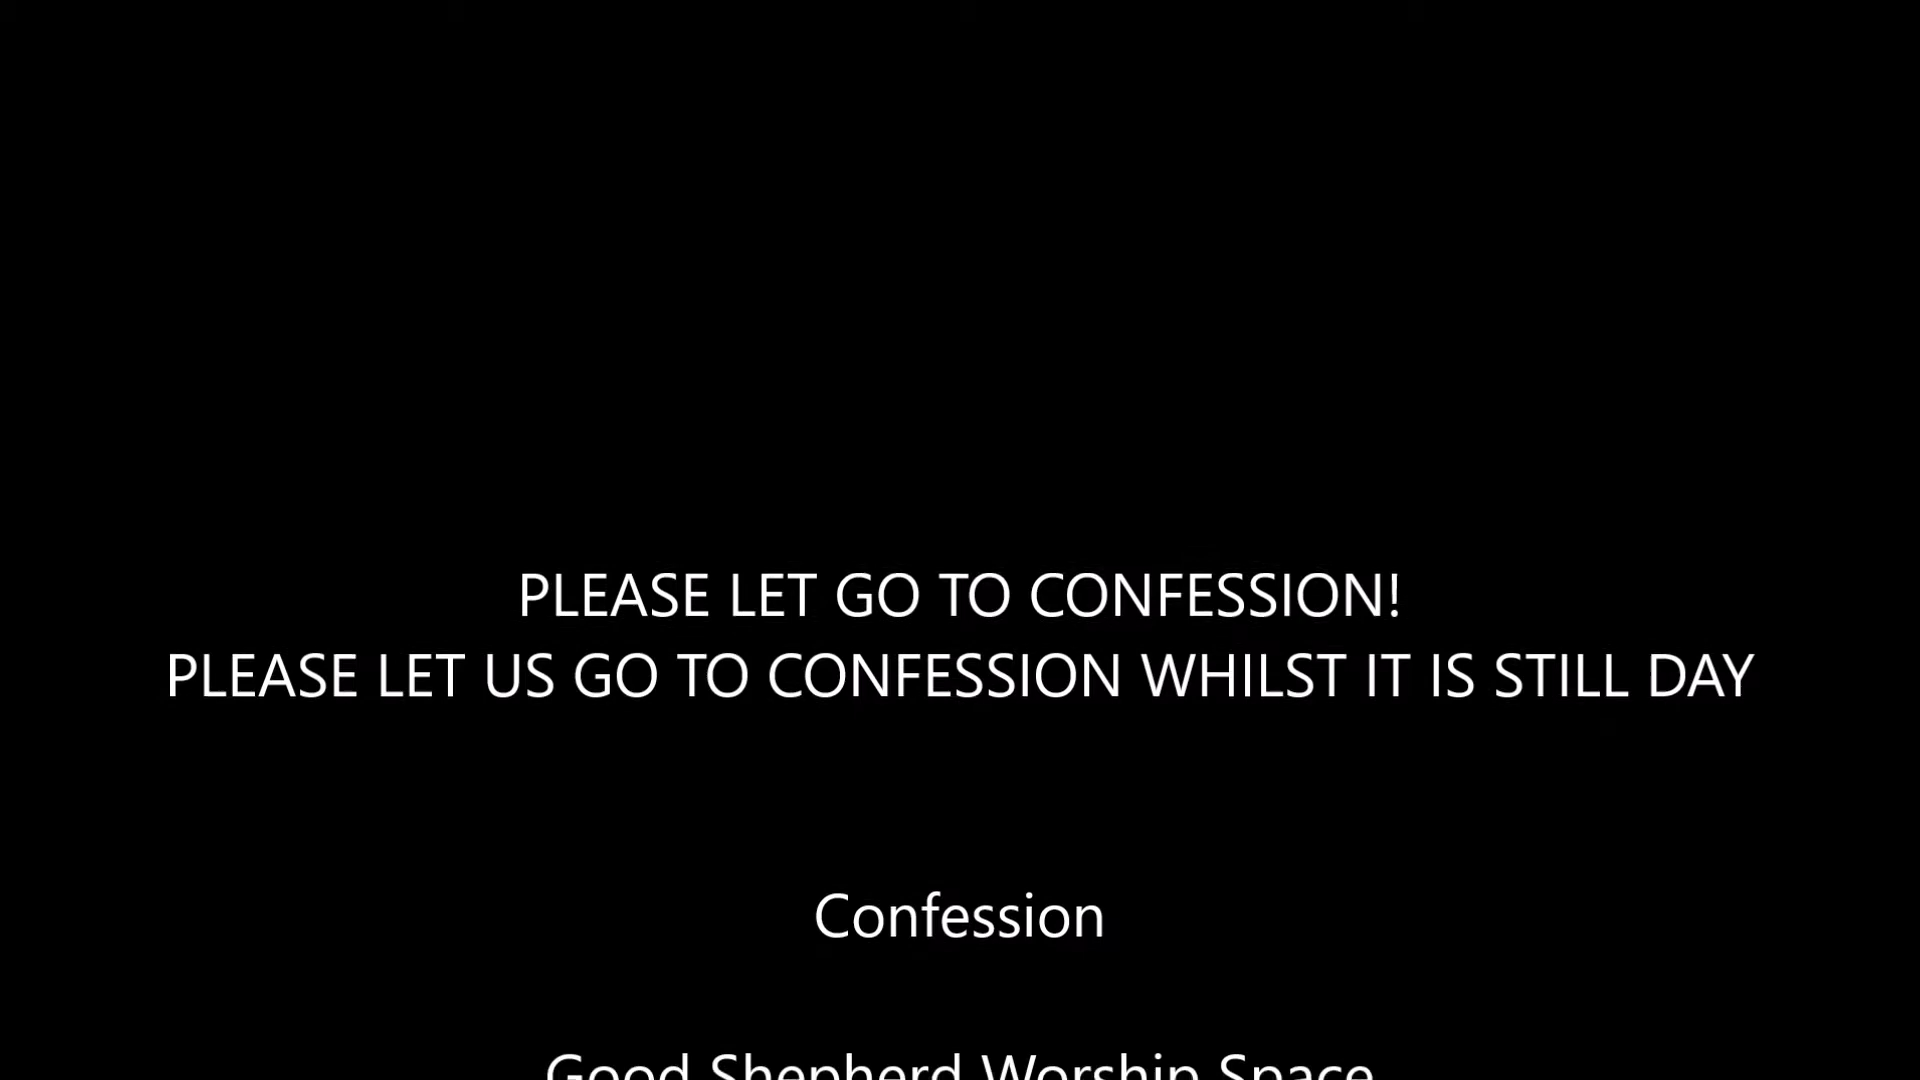 PLEASE LET GO TO CONFESSION!
PLEASE LET US GO TO CONFESSION WHILST IT IS STILL DAY
Confession
Good Shepherd Worship Space